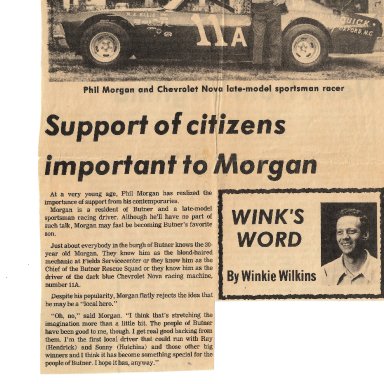 11A
QUICK
OXFORD, N.C.
Phil Morgan and Chevrolet Nova late-model sportsman racer
Support of citizens
important to Morgan
At a very young age, Phil Morgan has realized the
importance of support from his contemporaries.
Morgan is a resident of Butner and a late-model
sportsman racing driver. Although he'll have no part of
such talk, Morgan may fast be becoming Butner's favorite
son.
Just about everybody in the burgh of Butner knows the 30
year old Morgan. They know him as the blond-haired
mechanic at Fields Servicecenter or they know him as the
Chief of the Butner Rescue Squad or they know him as the
driver of the dark blue Chevrolet Nova racing machine,
number 11A.
Despite his popularity, Morgan flatly rejects the idea that
he may be a "local hero."
"Oh, no," said Morgan. "I think that's stretching the
imagination more than a little bit. The people of Butner
have been good to me, though. I get real good backing from
them. I'm the first local driver that could run with Ray
(Hendrick) and Sonny (Hutchins) and those other big
winners and I think it has become something special for the
people of Butner. I hope it has, anyway."
WINK'S
WORD
By Winkie Wilkins